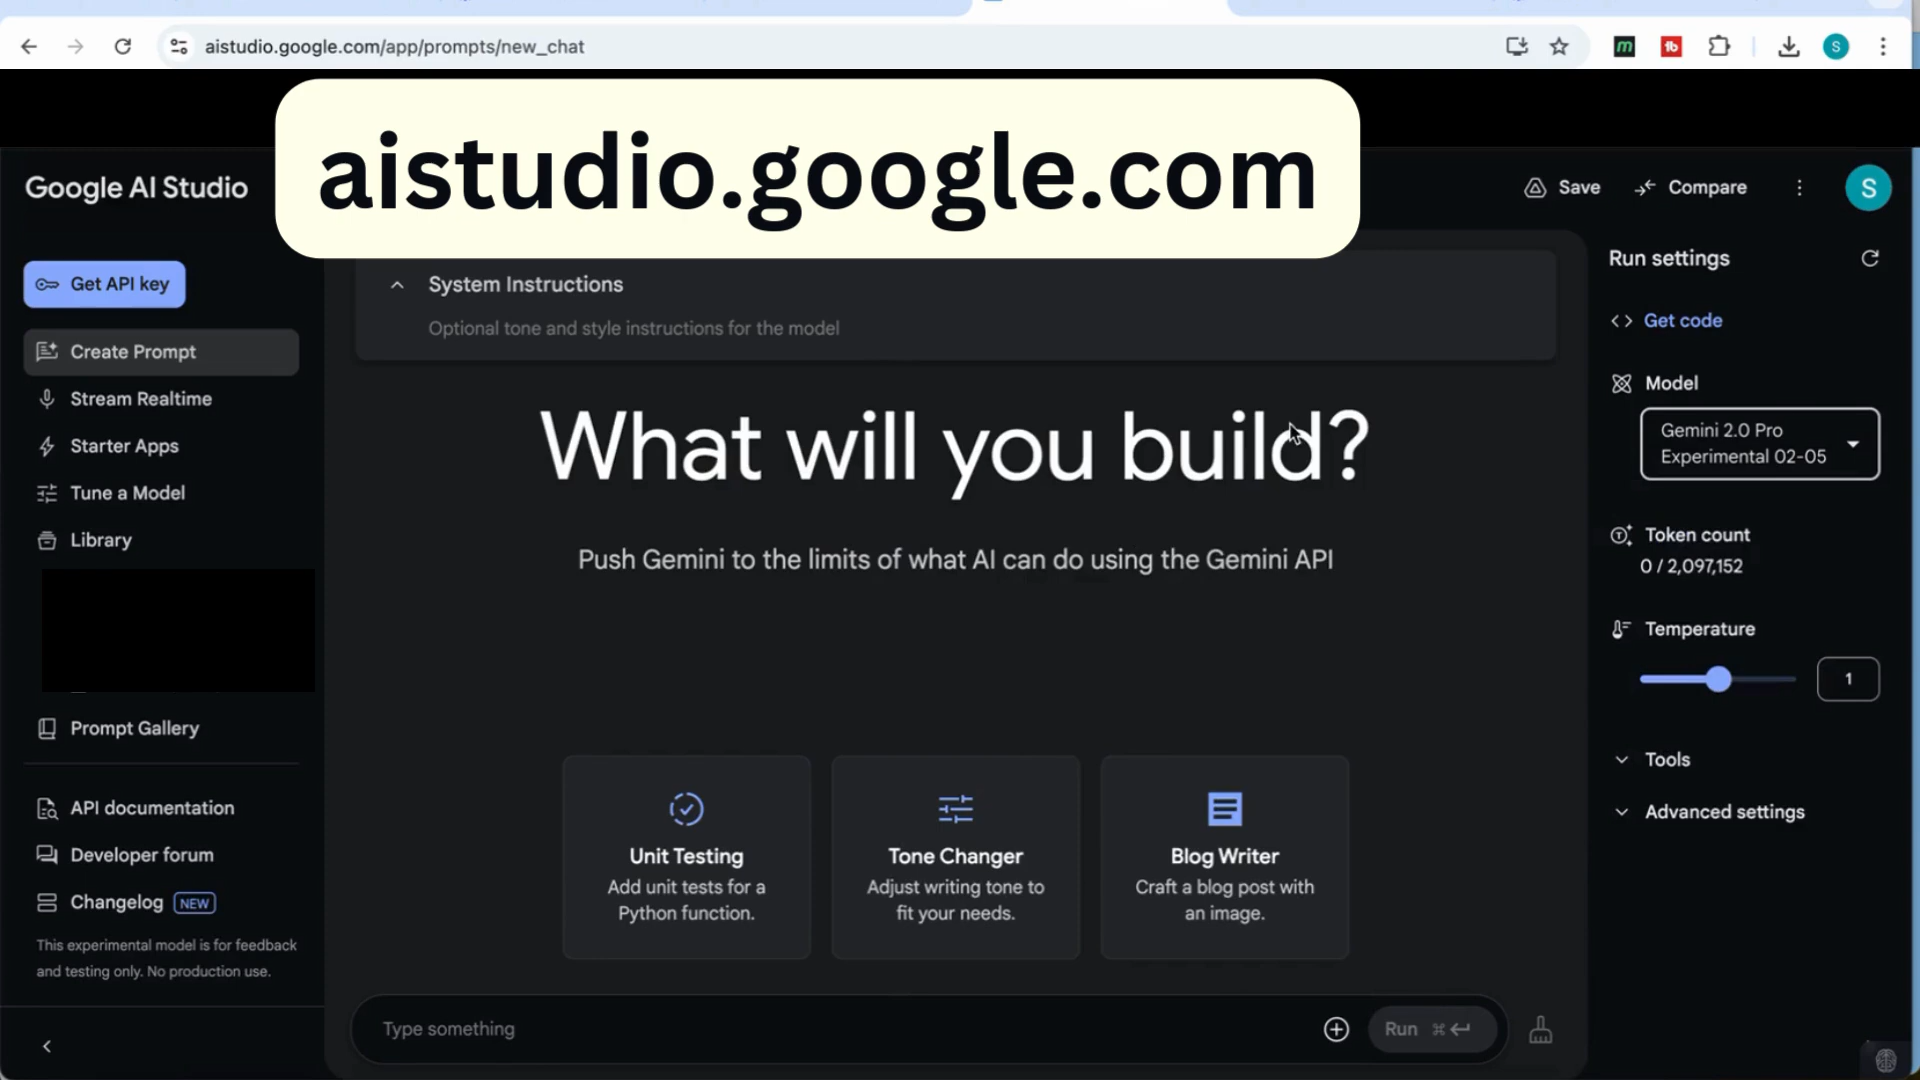 aistudio.google.com/app/prompts/new_chat
S
aistudio.google.com
Google AI Studio
Save
Compare
S
Get API key
Create Prompt
Stream Realtime
Starter Apps
Tune a Model
Library
Prompt Gallery
API documentation
Developer forum
Changelog NEW
This experimental model is for feedback
and testing only. No production use.
System Instructions
Optional tone and style instructions for the model
What will you build?
Push Gemini to the limits of what AI can do using the Gemini API
Unit Testing
Add unit tests for a
Python function.
Tone Changer
Adjust writing tone to
fit your needs.
Blog Writer
Craft a blog post with
an image.
Type something
Run ⌘
Run settings
Get code
Model
Gemini 2.0 Pro
Experimental 02-05
Token count
0 / 2,097,152
Temperature
1
Tools
Advanced settings